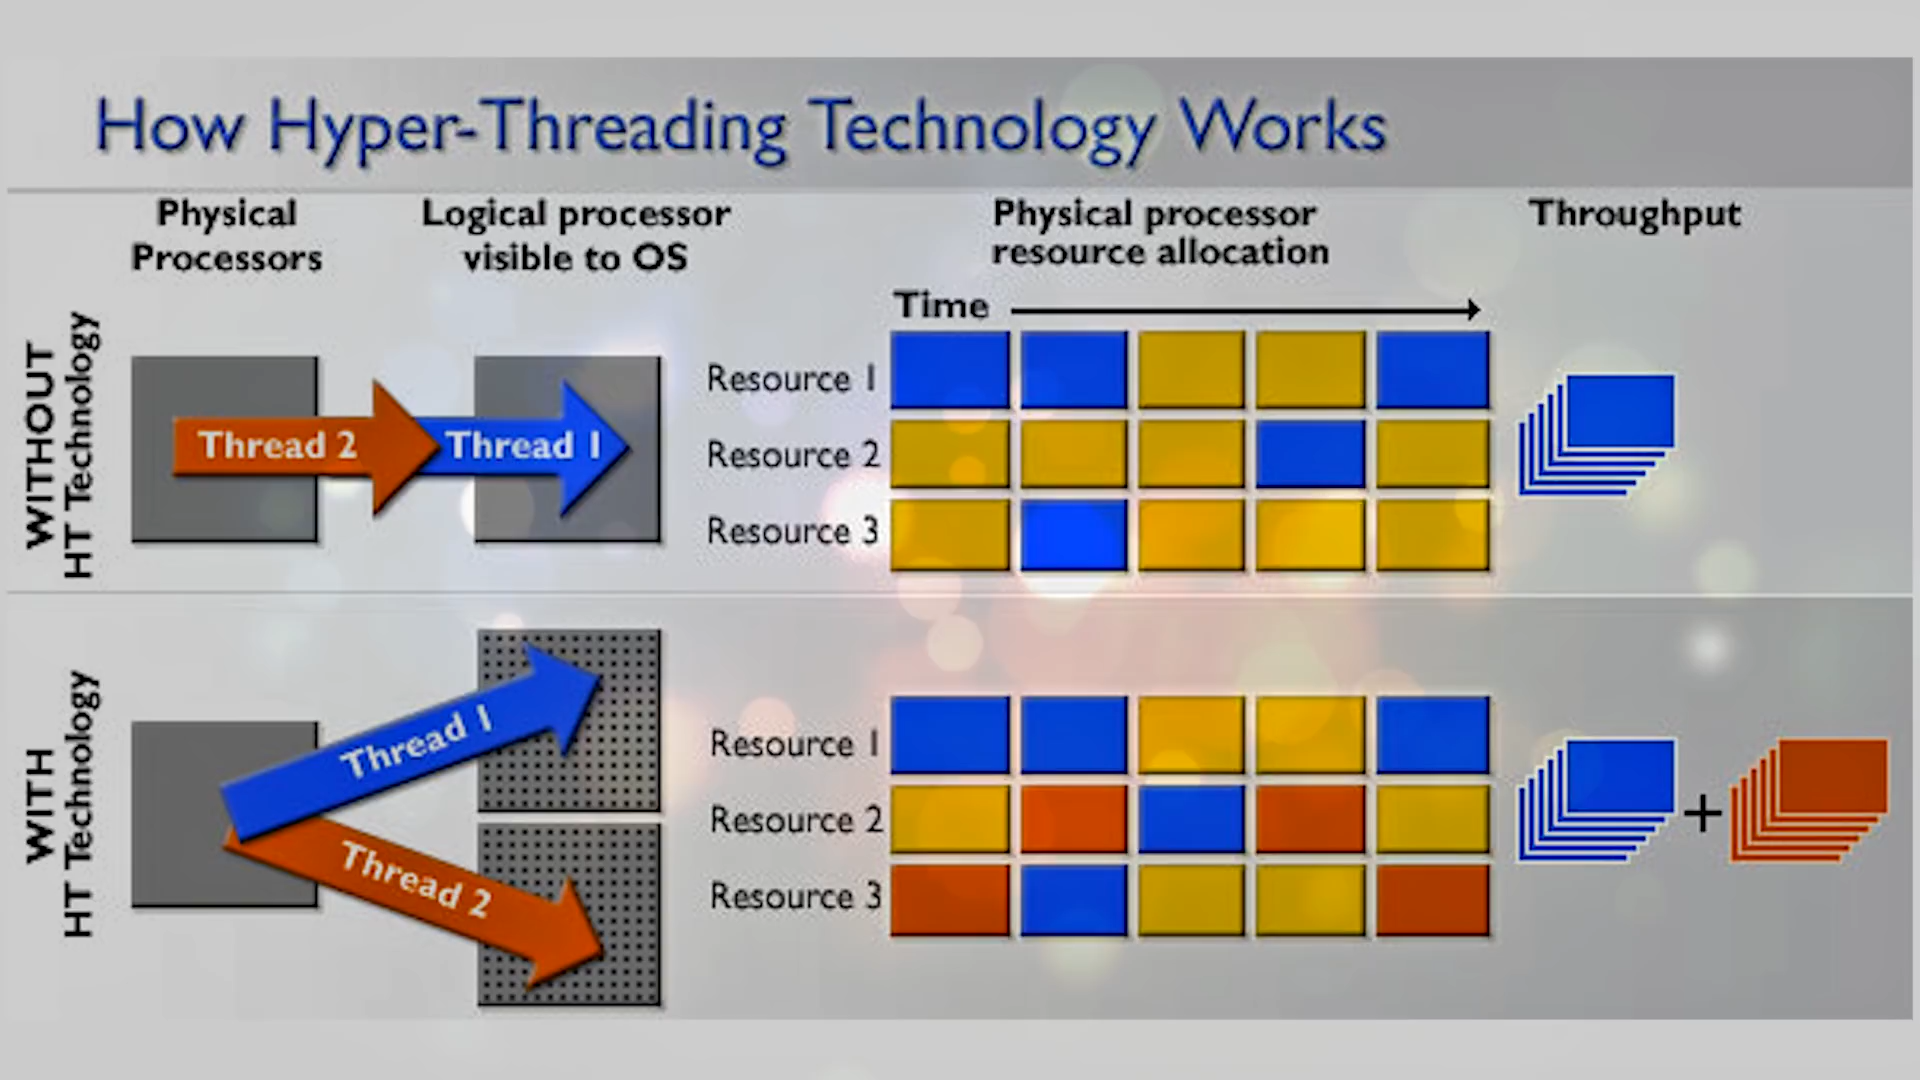 How Hyper-Threading Technology Works
Physical
Processors
Logical processor
visible to OS
Physical processor
resource allocation
Throughput
WITHOUT
HT Technology
Thread 2
Thread 1
Time
Resource 1
Resource 2
Resource 3
WITH
HT Technology
Thread 1
Thread 2
Resource 1
Resource 2
Resource 3
+